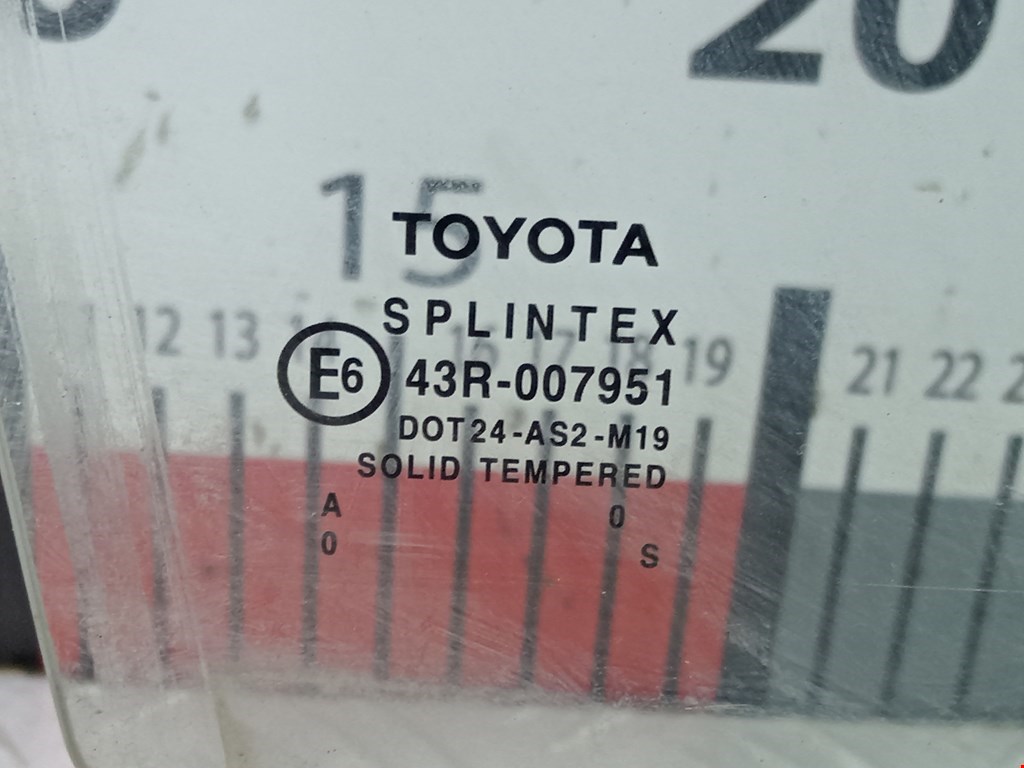 20
15
TOYOTA
SPLINTEX
12 13 16 17 18 19 21 22
E6 43R-007951
DOT24-AS2-M19
SOLID TEMPERED
A 0
0 S